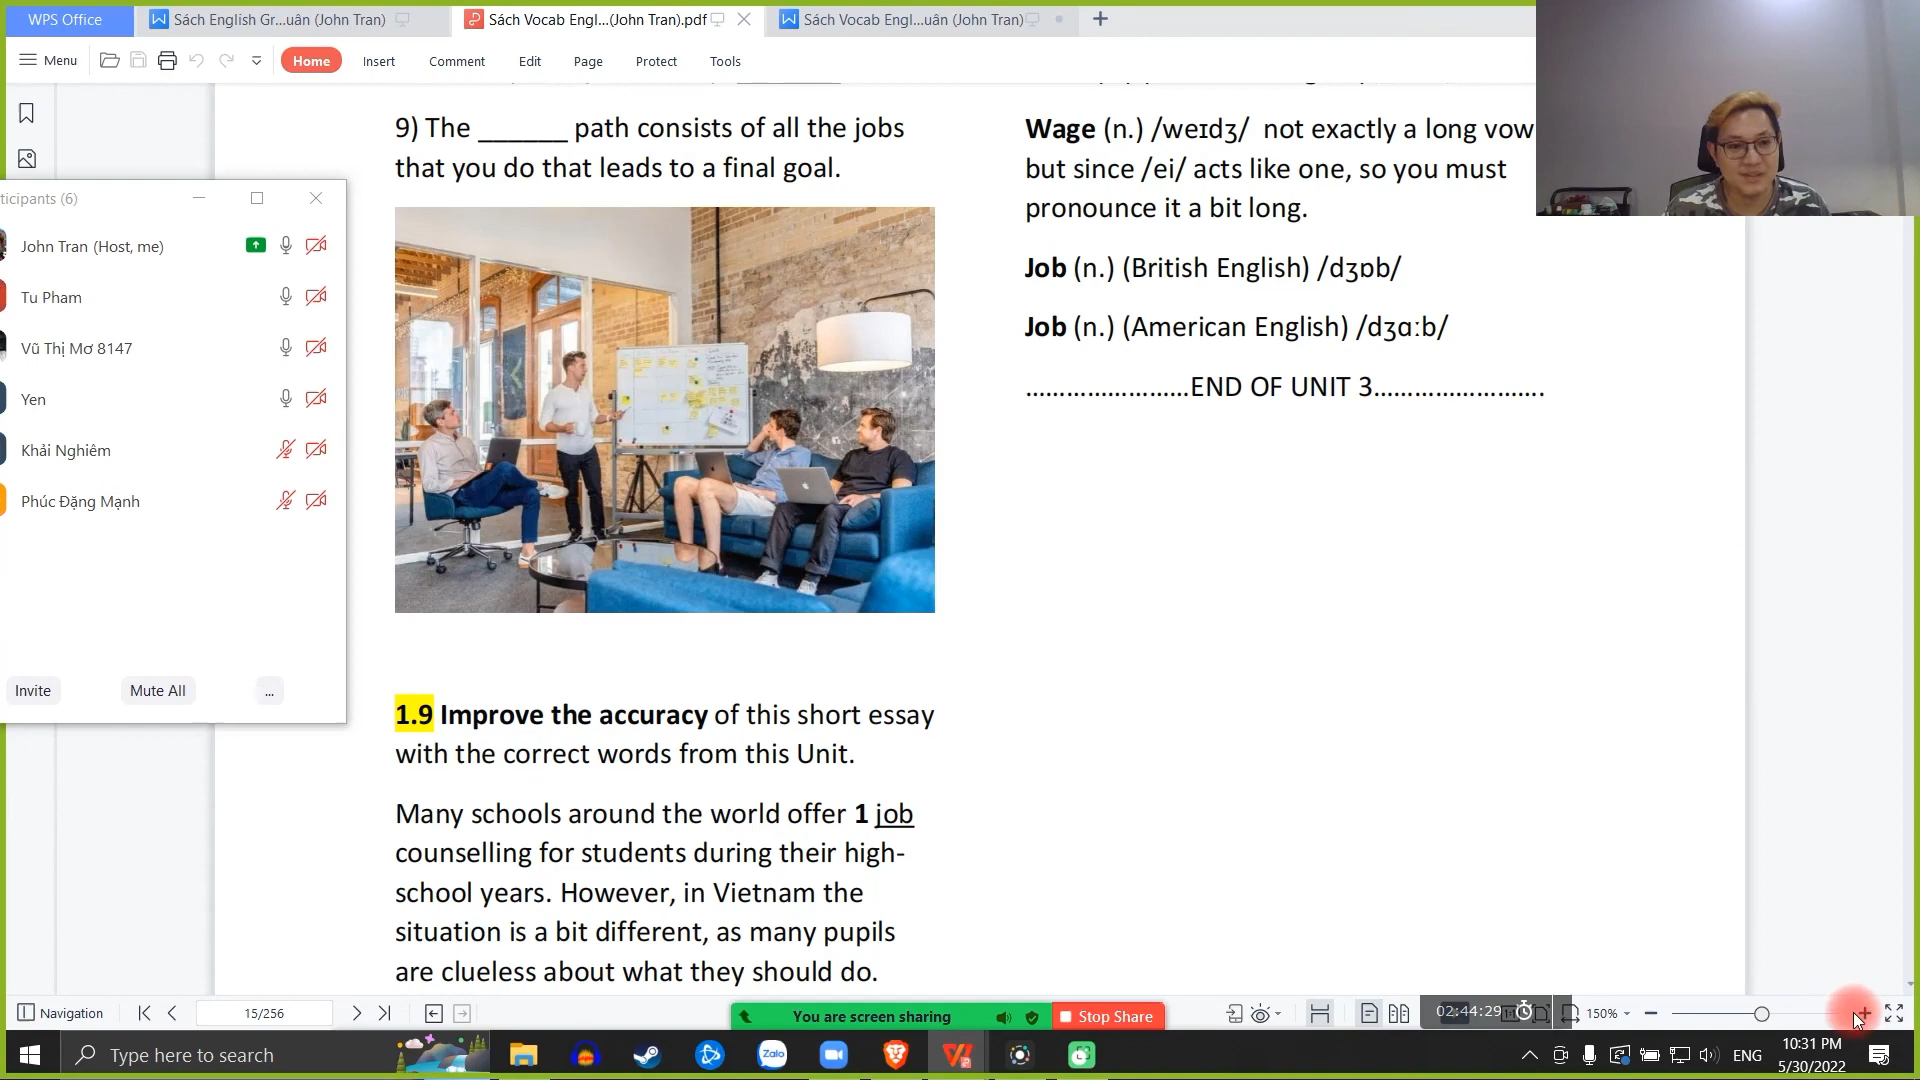 WPS Office
Sách English Gr...uân (John Tran)
Sách Vocab Engl...(John Tran).pdf
Sách Vocab Engl...uân (John Tran)
Menu
Home
Insert
Comment
Edit
Page
Protect
Tools
9) The ______ path consists of all the jobs
that you do that leads to a final goal.
ticipants (6)
John Tran (Host, me)
Tu Pham
Vũ Thị Mơ 8147
Yen
Khải Nghiêm
Phúc Đặng Mạnh
Invite
Mute All
...
1.9 Improve the accuracy of this short essay
with the correct words from this Unit.
Many schools around the world offer 1 job
counselling for students during their high-
school years. However, in Vietnam the
situation is a bit different, as many pupils
are clueless about what they should do.
Wage (n.) /weɪdʒ/ not exactly a long vow
but since /ei/ acts like one, so you must
pronounce it a bit long.
Job (n.) (British English) /dʒɒb/
Job (n.) (American English) /dʒɑːb/
........................END OF UNIT 3........................
Navigation
15/256
You are screen sharing
Stop Share
02:44:29
150%
Type here to search
Zalo
ENG
10:31 PM
5/30/2022